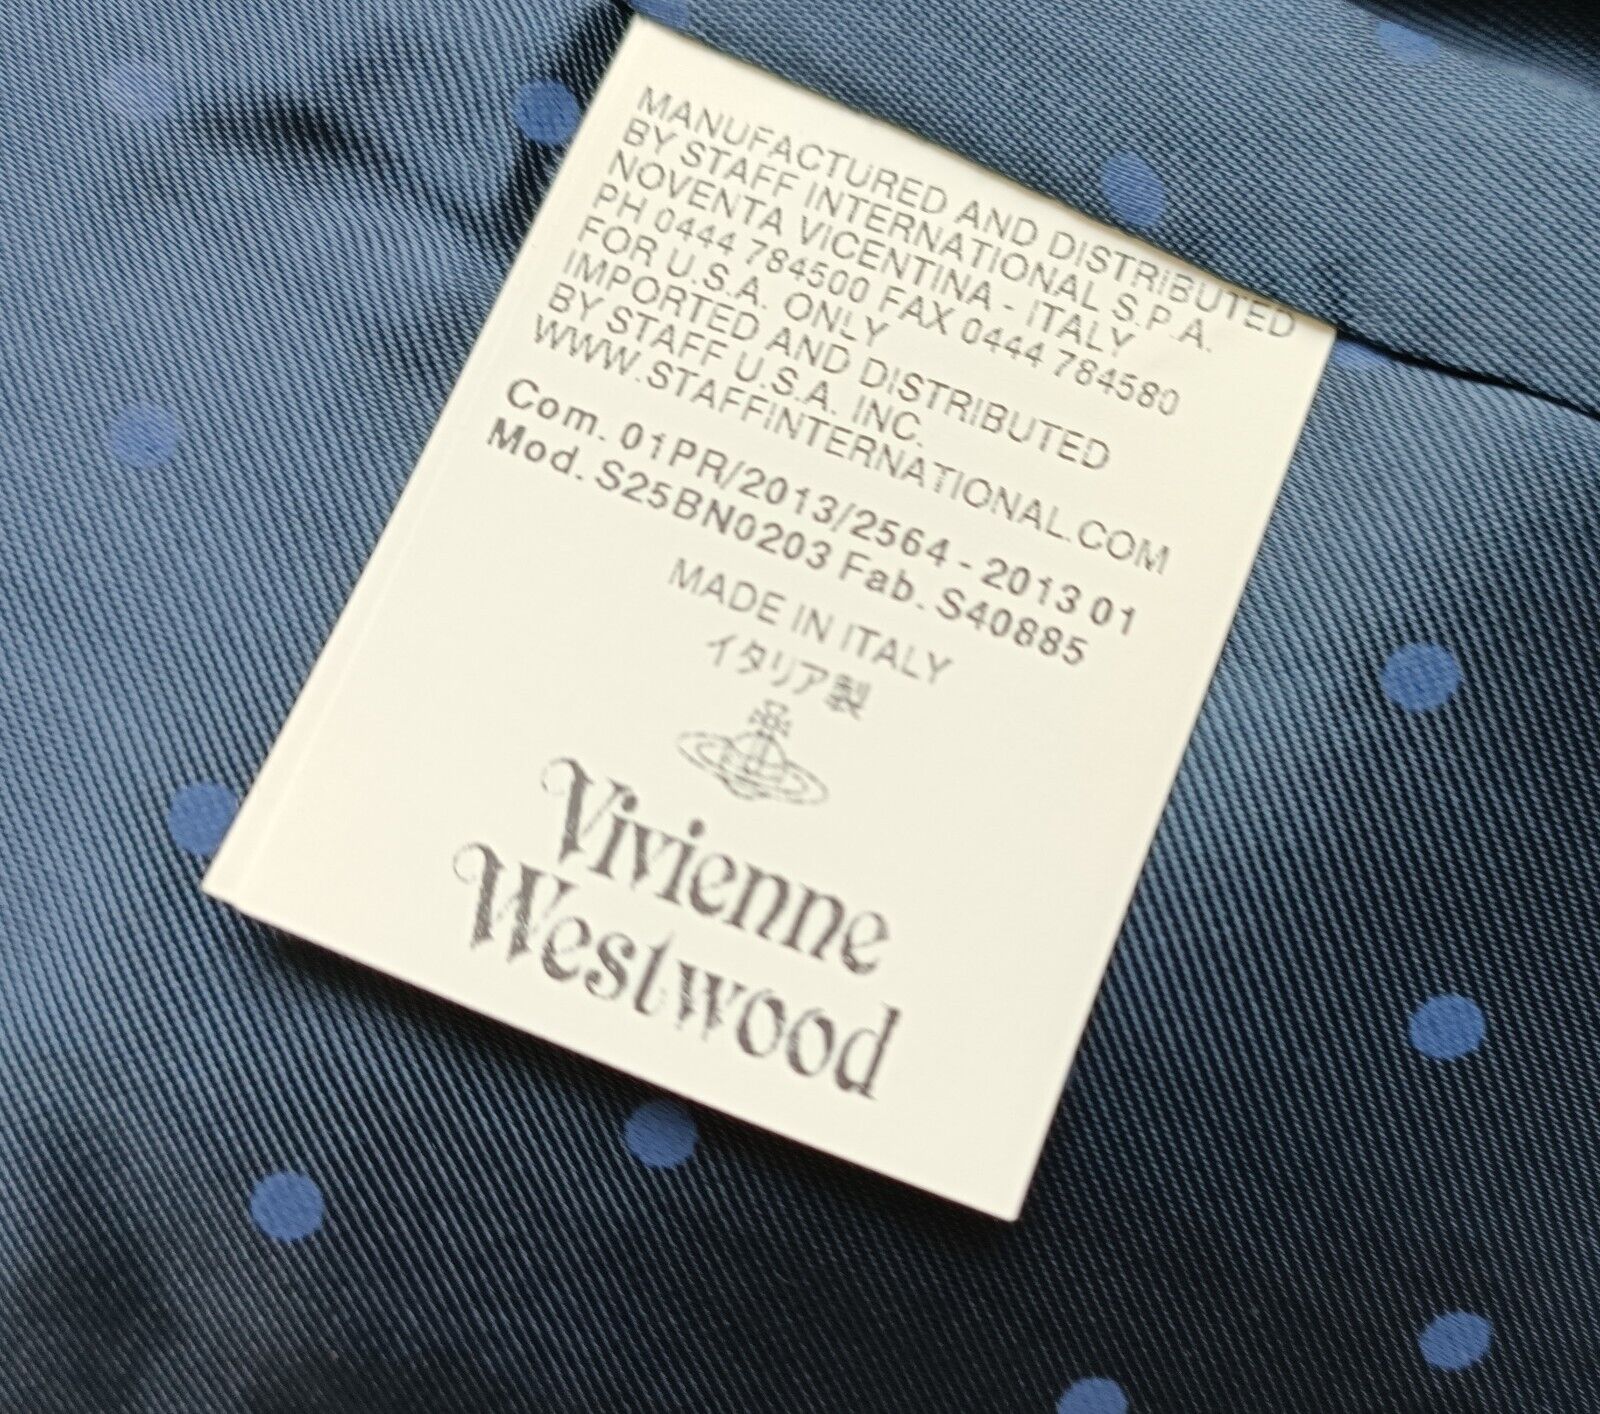 MANUFACTURED AND DISTRIBUTED
BY STAFF INTERNATIONAL S.P.A.
NOVENTA VICENTINA - ITALY
PH 0444 784500 FAX 0444 784580
FOR U.S.A. ONLY
IMPORTED AND DISTRIBUTED
BY STAFF U.S.A. INC.
WWW.STAFFINTERNATIONAL.COM
Com. 01PR/2013/2564 - 2013 01
Mod. S25BN0203 Fab. S40885
MADE IN ITALY
イタリア製
Vivienne
Westwood